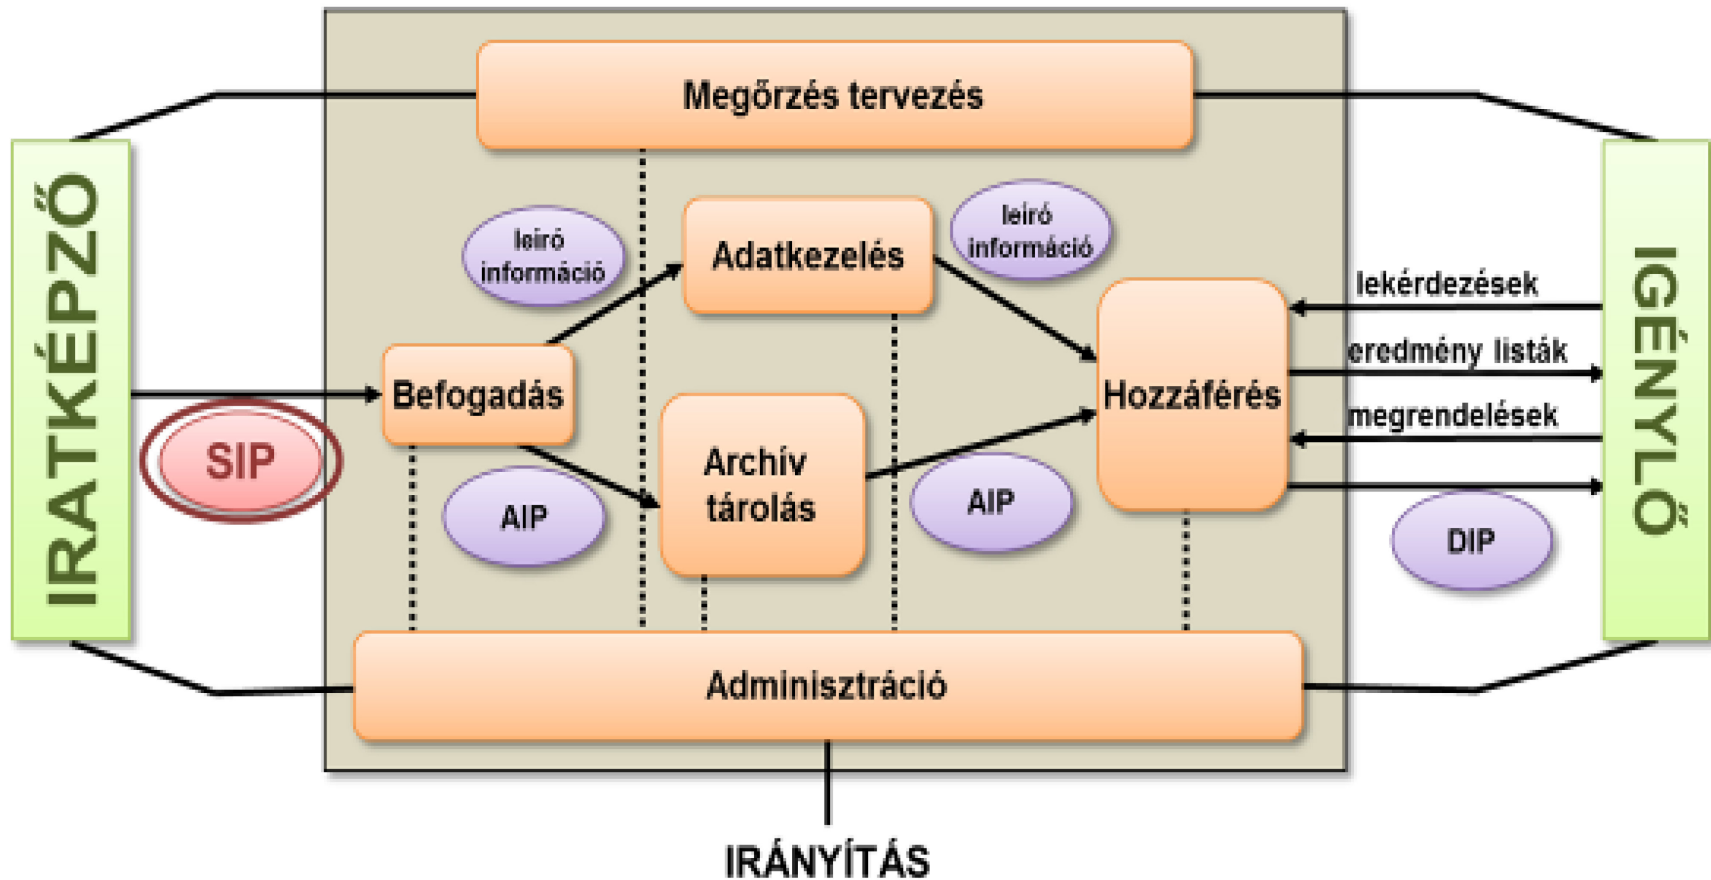 Megőrzés tervezés
IRATKÉPZŐ
leíró
információ
Adatkezelés
leíró
információ
IGÉNYLŐ
lekérdezések
eredmény listák
Befogadás
Hozzáférés
megrendelések
SIP
Archív
tárolás
AIP
AIP
DIP
Adminisztráció
IRÁNYÍTÁS